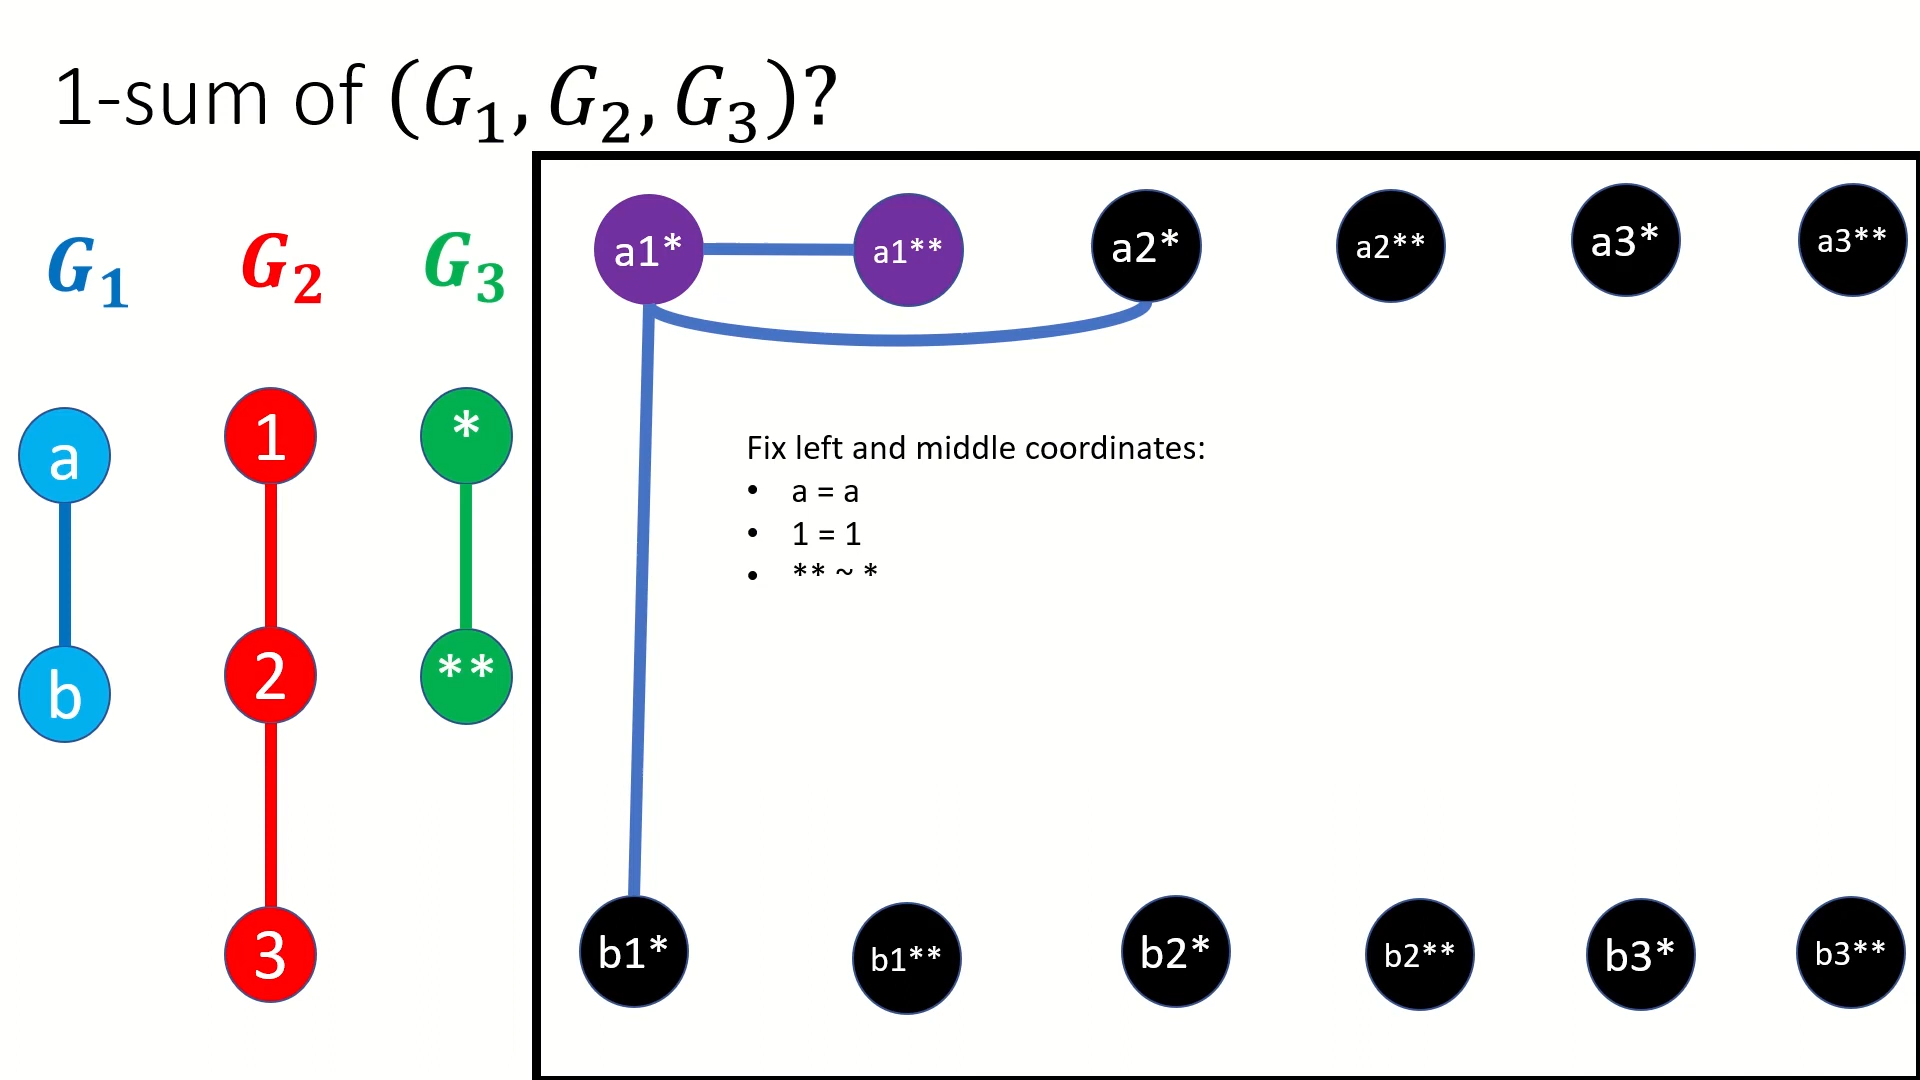 1-sum of (G₁, G₂, G₃)?
G₁ G₂ G₃
a1* a1** a2* a2** a3* a3**
a 1 *
Fix left and middle coordinates:
• a = a
• 1 = 1
• ** ~ *
b 2 **
3
b1* b1** b2* b2** b3* b3**